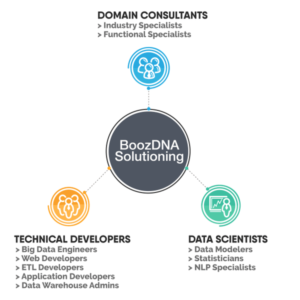 DOMAIN CONSULTANTS
> Industry Specialists
> Functional Specialists
BoozDNA
Solutioning
TECHNICAL DEVELOPERS
> Big Data Engineers
> Web Developers
> ETL Developers
> Application Developers
> Data Warehouse Admins
DATA SCIENTISTS
> Data Modelers
> Statisticians
> NLP Specialists